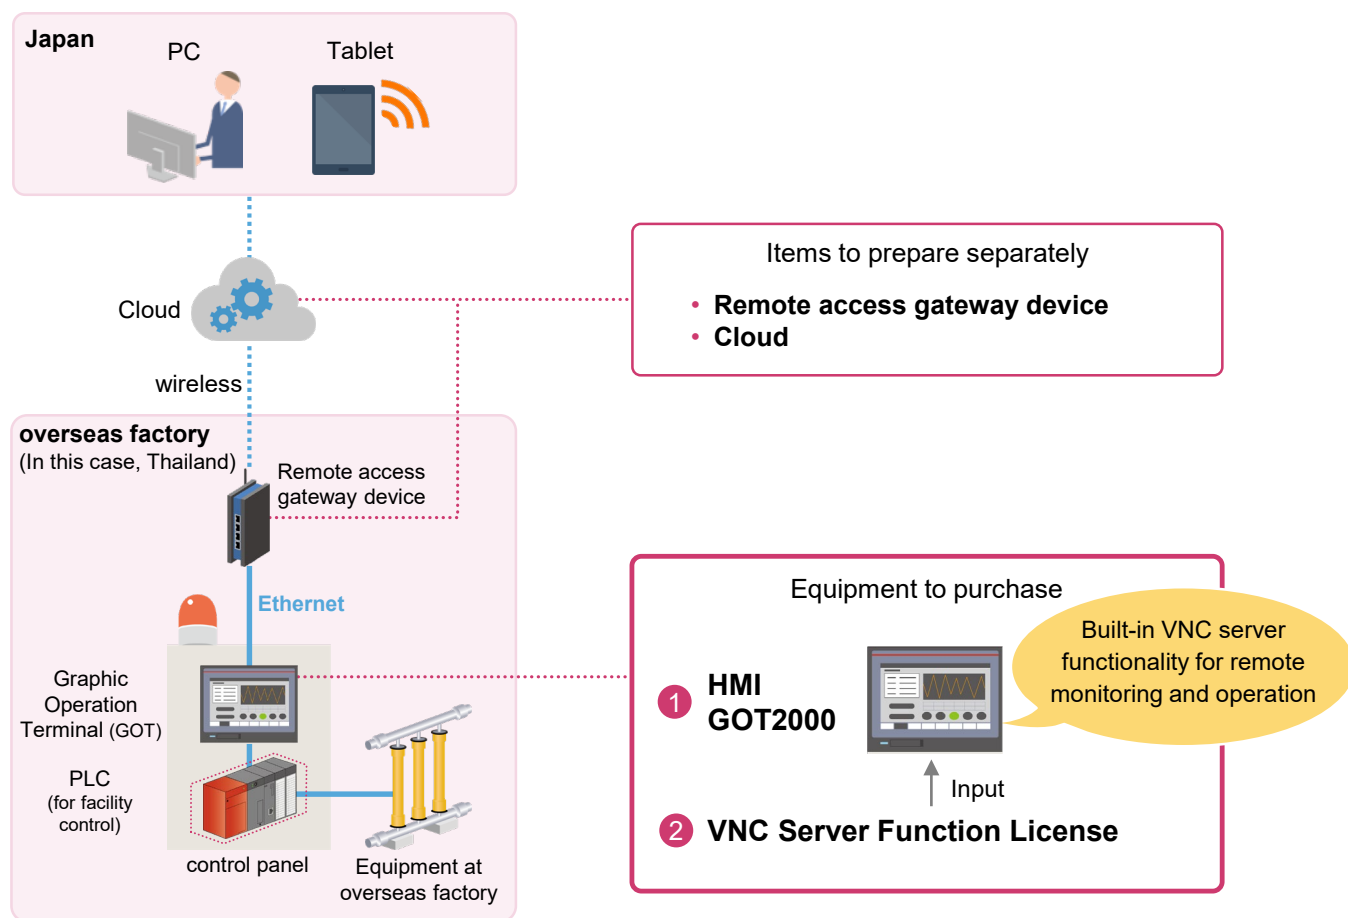 Japan
PC
Tablet
Cloud
wireless
Items to prepare separately
• Remote access gateway device
• Cloud
overseas factory
(In this case, Thailand)
Remote access
gateway device
Ethernet
Graphic
Operation
Terminal (GOT)
PLC
(for facility
control)
control panel
Equipment at
overseas factory
Equipment to purchase
1 HMI
GOT2000
Built-in VNC server
functionality for remote
monitoring and operation
Input
2 VNC Server Function License